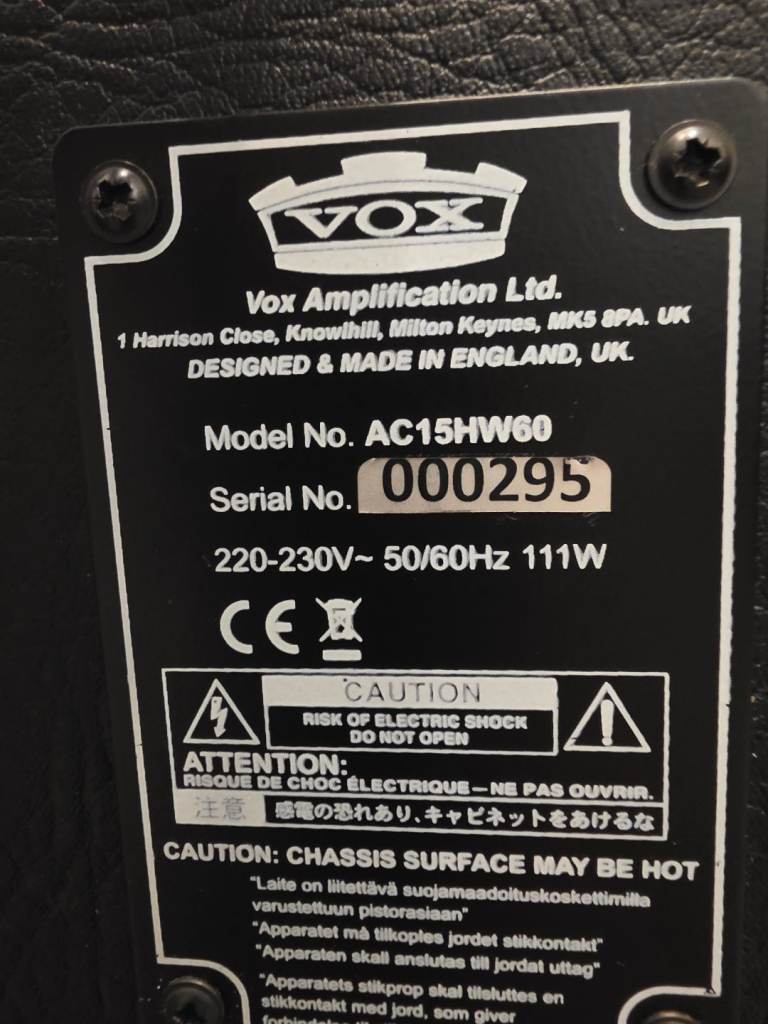 VOX
Vox Amplification Ltd.
1 Harrison Close, Knowlhill, Milton Keynes, MK5 8PA. UK
DESIGNED & MADE IN ENGLAND, UK.
Model No. AC15HW60
Serial No. 000295
220-230V~ 50/60Hz 111W
CE
CAUTION
RISK OF ELECTRIC SHOCK
DO NOT OPEN
ATTENTION:
RISQUE DE CHOC ÉLECTRIQUE—NE PAS OUVRIR.
注意 感電の恐れあり、キャビネットをあけるな
CAUTION: CHASSIS SURFACE MAY BE HOT
"Laite on liitettävä suojamaadoituskoskettimilla
varustettuun pistorasiaan"
"Apparatet må tilkoples jordet stikkontakt"
"Apparaten skall anslutas till jordat uttag"
"Apparatets stikprop skal tilsluttes en
stikkontakt med jord, som giver